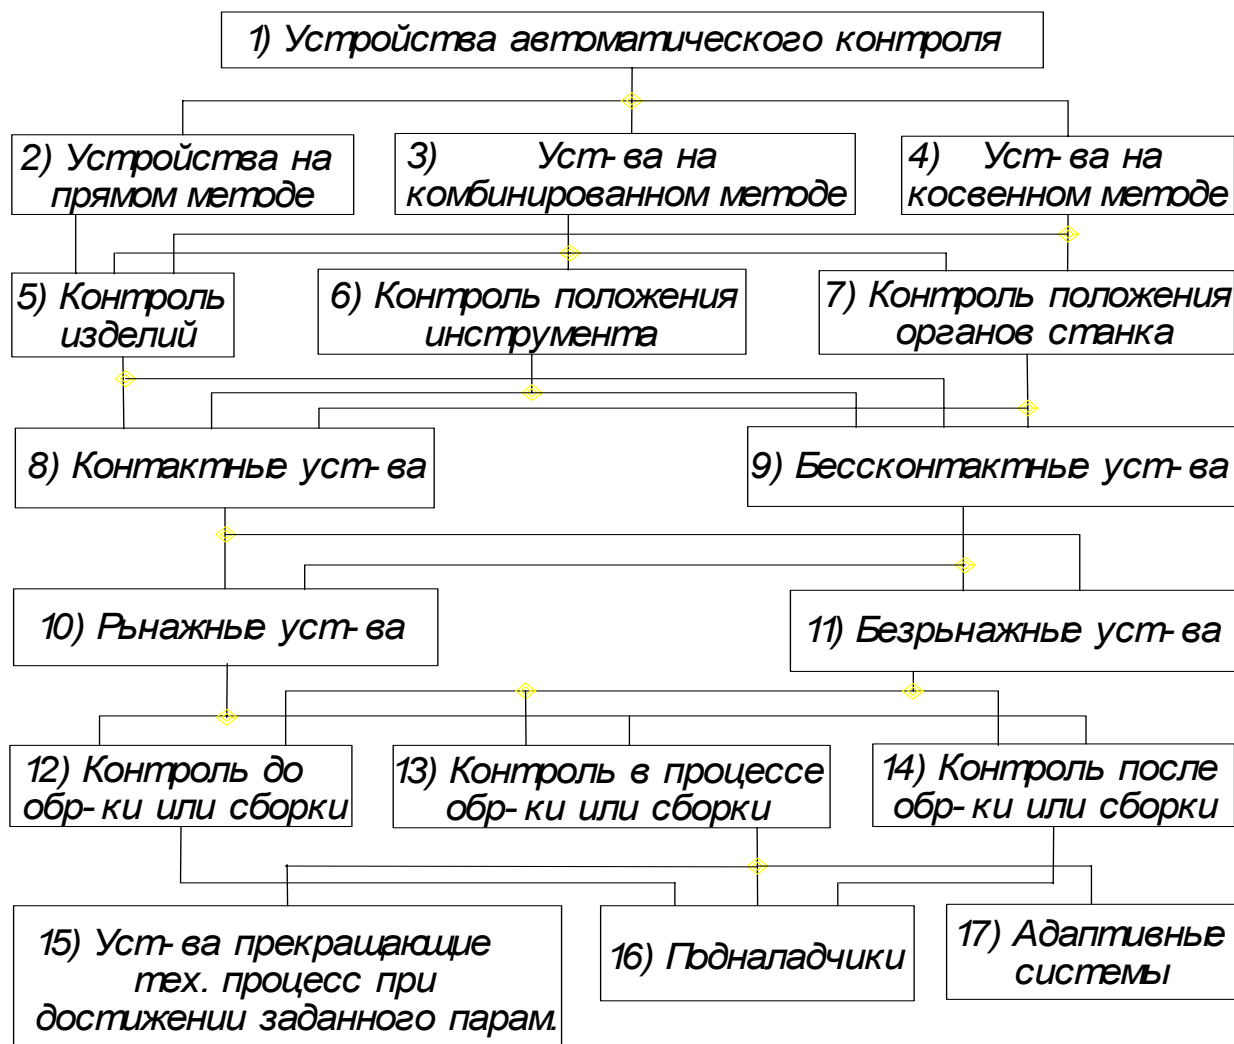 1) Устройства автоматического контроля
2) Устройства на
прямом методе
3) Уст-ва на
комбинированном методе
4) Уст-ва на
косвенном методе
5) Контроль
изделий
6) Контроль положения
инструмента
7) Контроль положения
органов станка
8) Контактные уст-ва
9) Бессконтактные уст-ва
10) Рьнажные уст-ва
11) Безрьнажные уст-ва
12) Контроль до
обр-ки или сборки
13) Контроль в процессе
обр-ки или сборки
14) Контроль после
обр-ки или сборки
15) Уст-ва прекращающие
тех. процесс при
достижении заданного парам.
16) Подналадчики
17) Адаптивные
системы